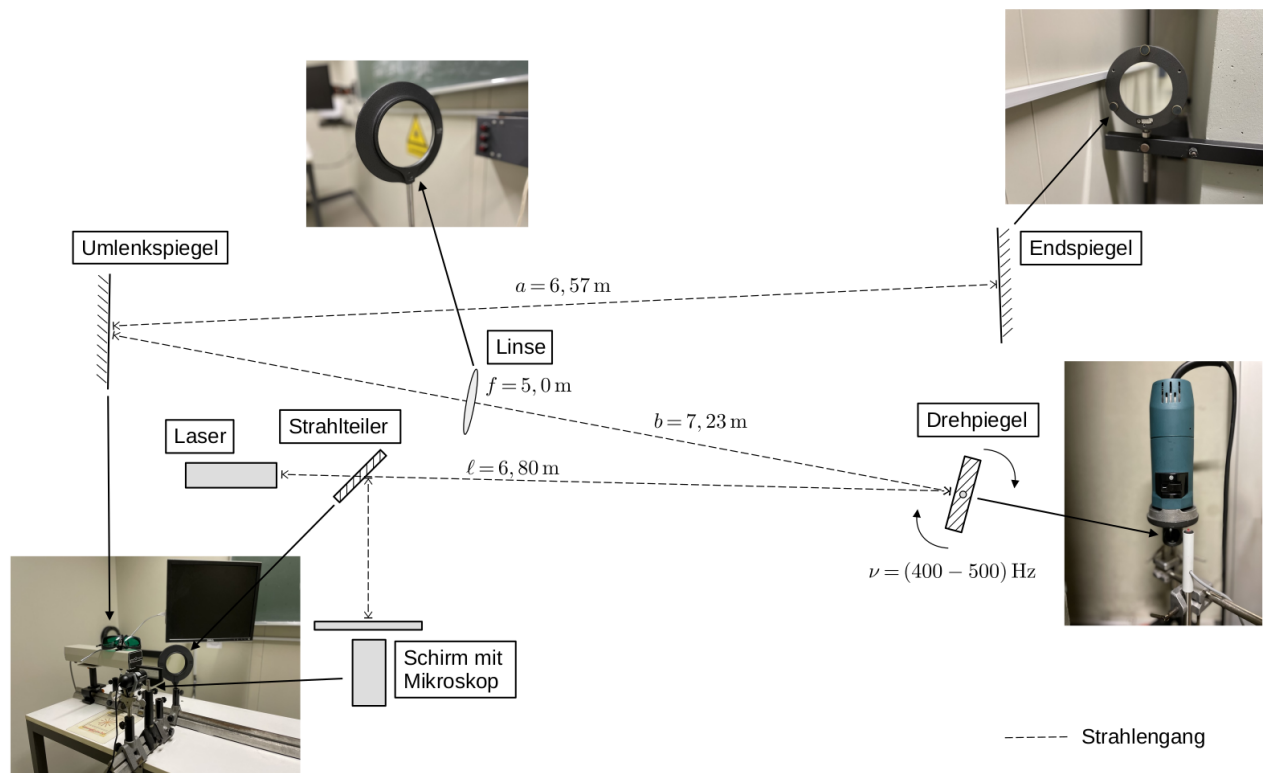 Umlenkspiegel
Endspiegel
a = 6, 57 m
Linse
f = 5, 0 m
b = 7, 23 m
Drehpiegel
Strahlteiler
Laser
ℓ = 6, 80 m
ν = (400 − 500) Hz
Schirm mit
Mikroskop
Strahlengang